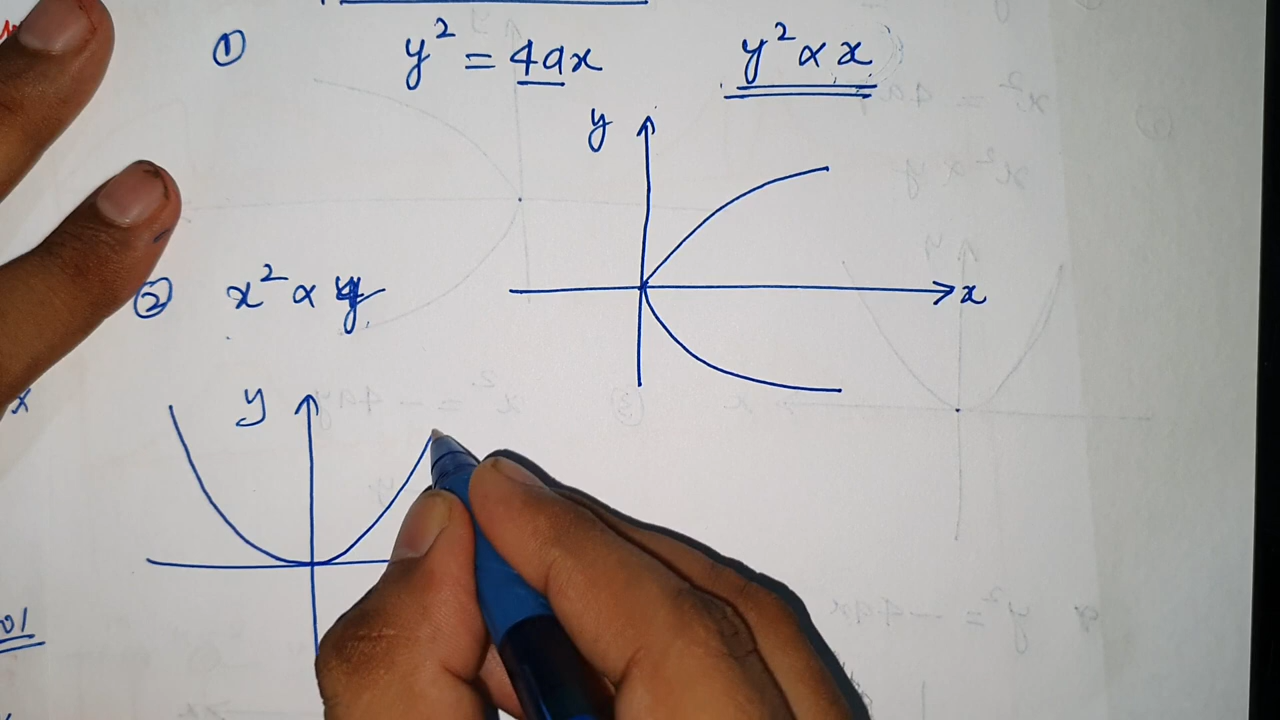 ① y² = 4ax y² ∝ x
y
② x² ∝ y
x
y